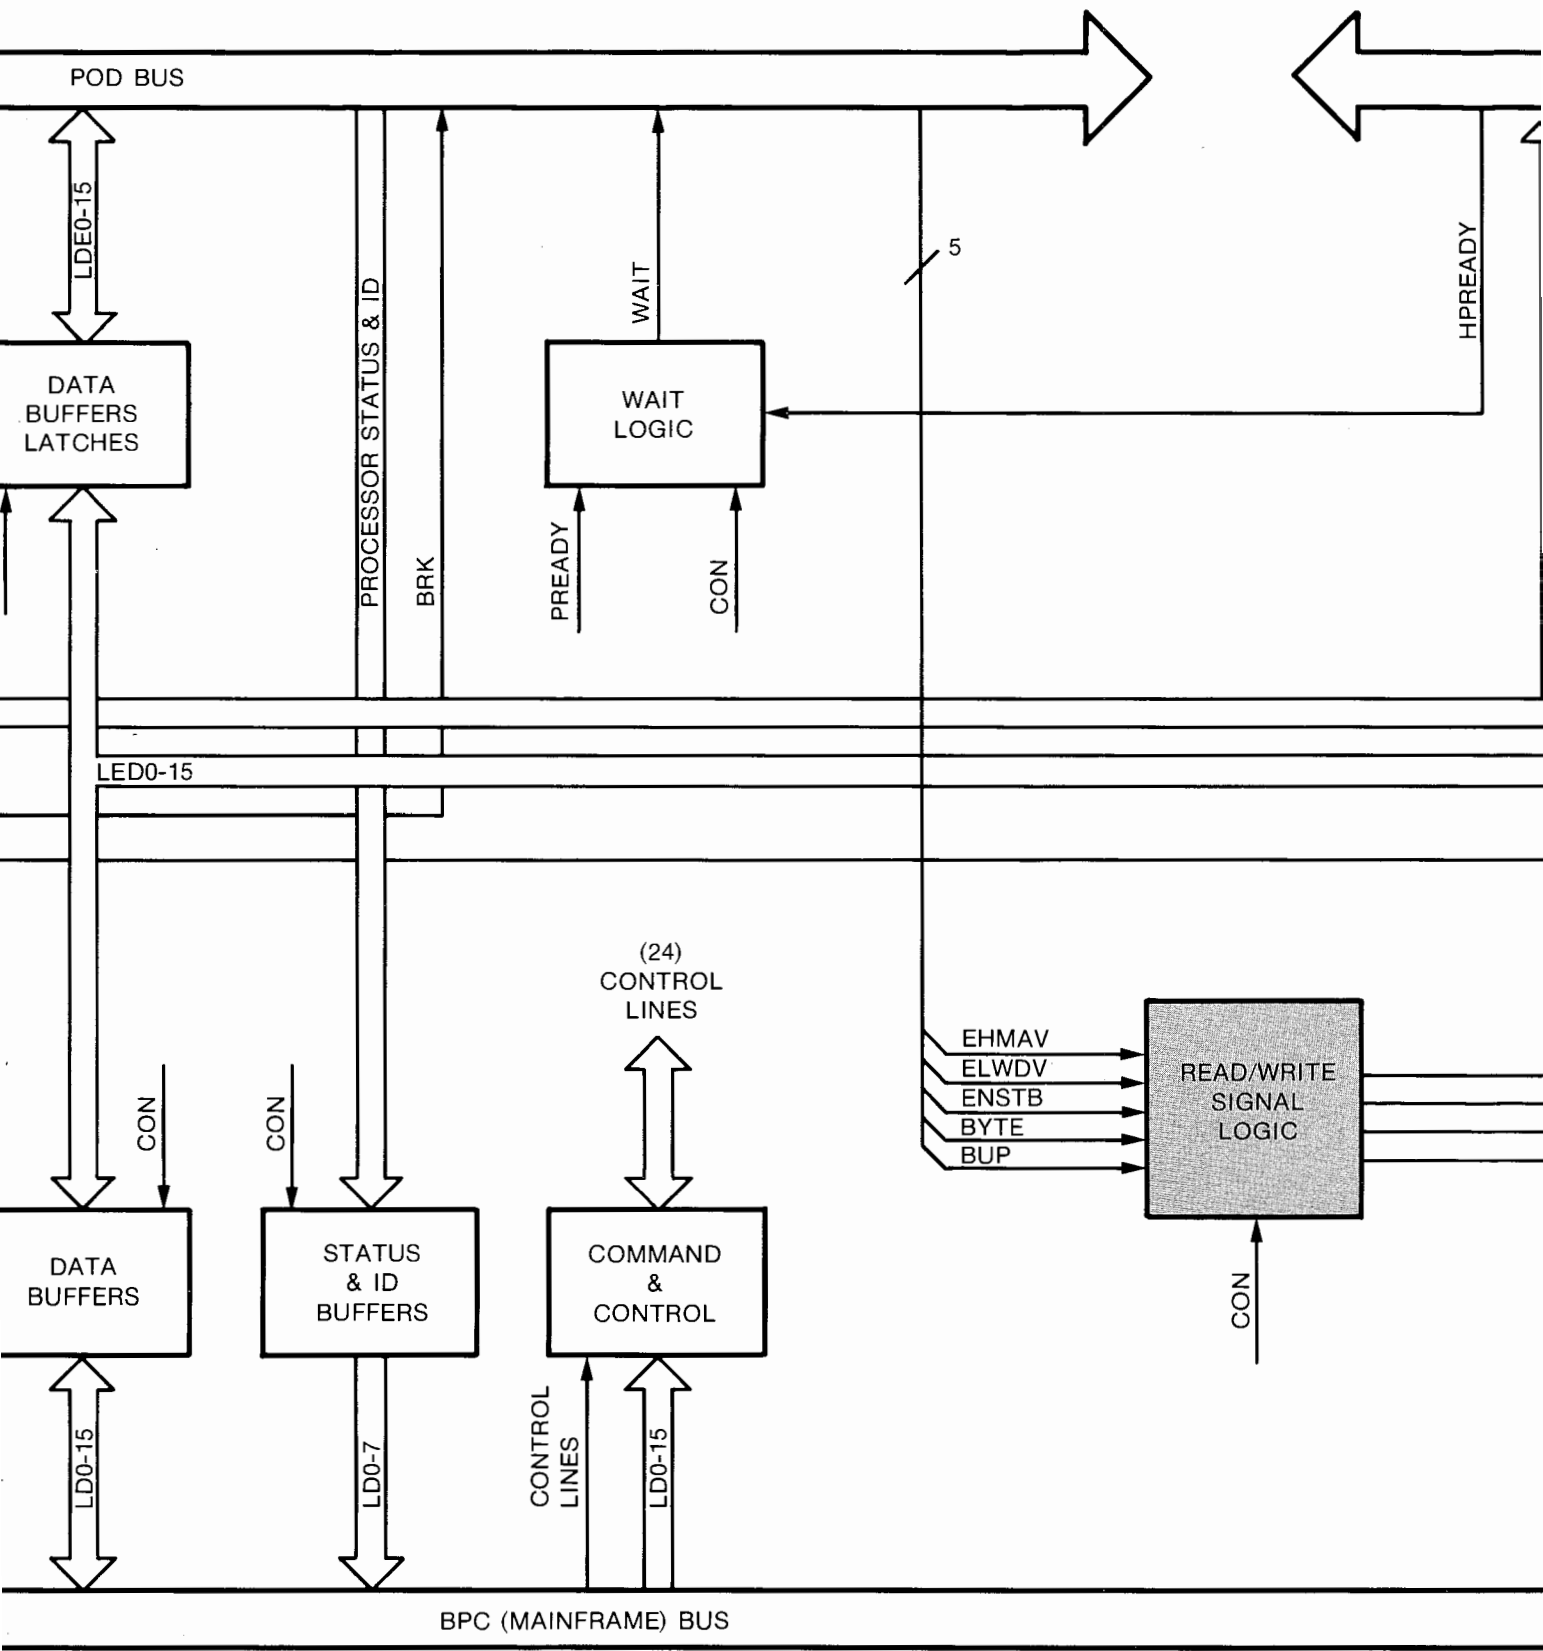 POD BUS
LDE0-15
PROCESSOR STATUS & ID
BRK
WAIT
5
HPREADY
DATA
BUFFERS
LATCHES
WAIT
LOGIC
PREADY
CON
LED0-15
(24)
CONTROL
LINES
EHMAV
ELWDV
ENSTB
BYTE
BUP
READ/WRITE
SIGNAL
LOGIC
CON
CON
CON
DATA
BUFFERS
STATUS
& ID
BUFFERS
COMMAND
&
CONTROL
LD0-15
LD0-7
CONTROL
LINES
LD0-15
BPC (MAINFRAME) BUS